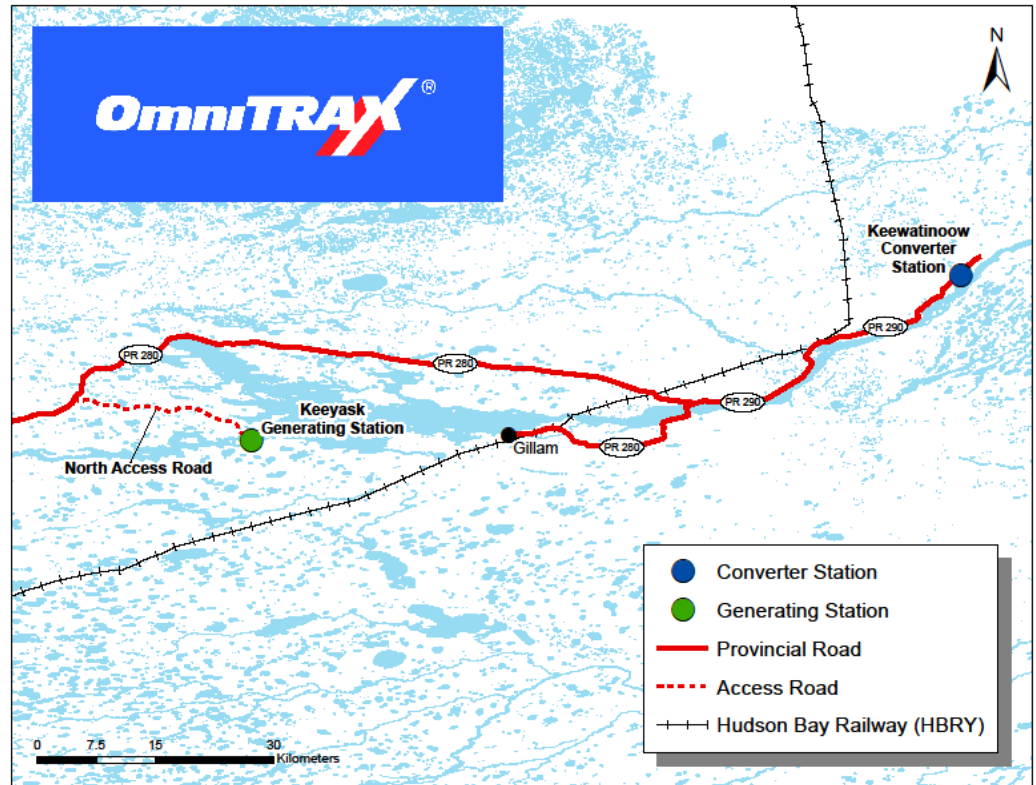 OmniTRAX®
N
Keewatinoow
Converter
Station
PR 290
PR 280
PR 280
PR 290
Keeyask
Generating Station
Gillam
PR 280
North Access Road
Converter Station
Generating Station
Provincial Road
Access Road
Hudson Bay Railway (HBRY)
0 7.5 15 30
Kilometers